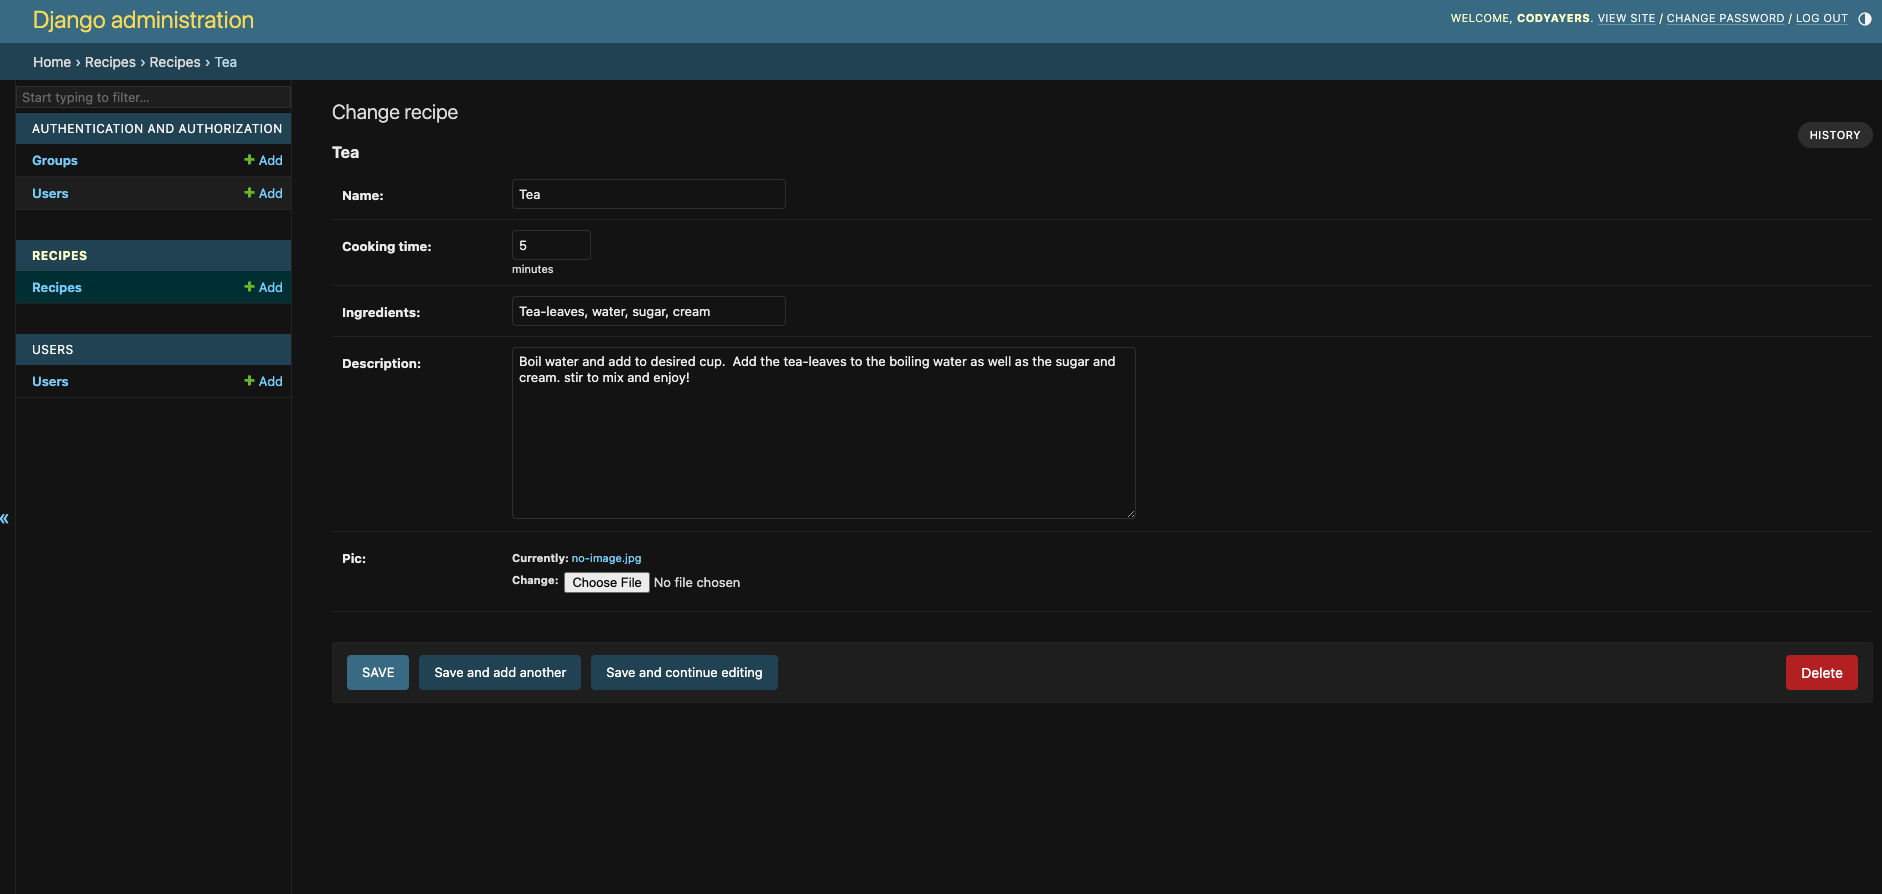 Django administration
WELCOME, CODYAYERS. VIEW SITE / CHANGE PASSWORD / LOG OUT
Home › Recipes › Recipes › Tea
Start typing to filter...
AUTHENTICATION AND AUTHORIZATION
Groups + Add
Users + Add
RECIPES
Recipes + Add
USERS
Users + Add
«
Change recipe
HISTORY
Tea
Name: Tea
Cooking time: 5
minutes
Ingredients: Tea-leaves, water, sugar, cream
Description: Boil water and add to desired cup.  Add the tea-leaves to the boiling water as well as the sugar and
cream. stir to mix and enjoy!
Pic: Currently: no-image.jpg
Change: Choose File No file chosen
SAVE Save and add another Save and continue editing Delete